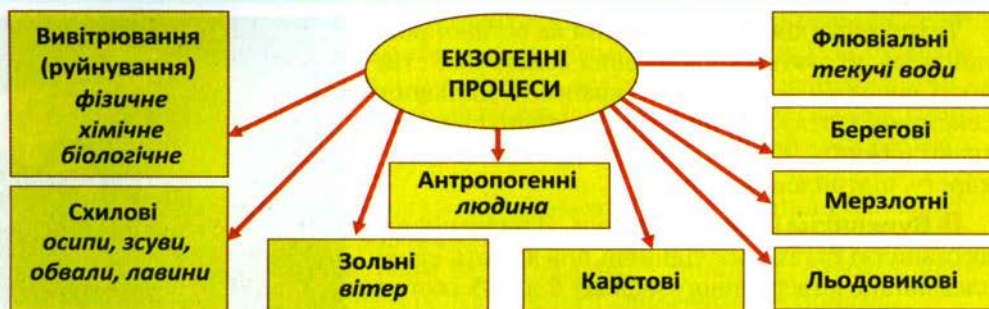 ЕКЗОГЕННІ
ПРОЦЕСИ
Вивітрювання
(руйнування)
фізичне
хімічне
біологічне
Схилові
осипи, зсуви,
обвали, лавини
Зольні
вітер
Антропогенні
людина
Карстові
Флювіальні
текучі води
Берегові
Мерзлотні
Льодовикові